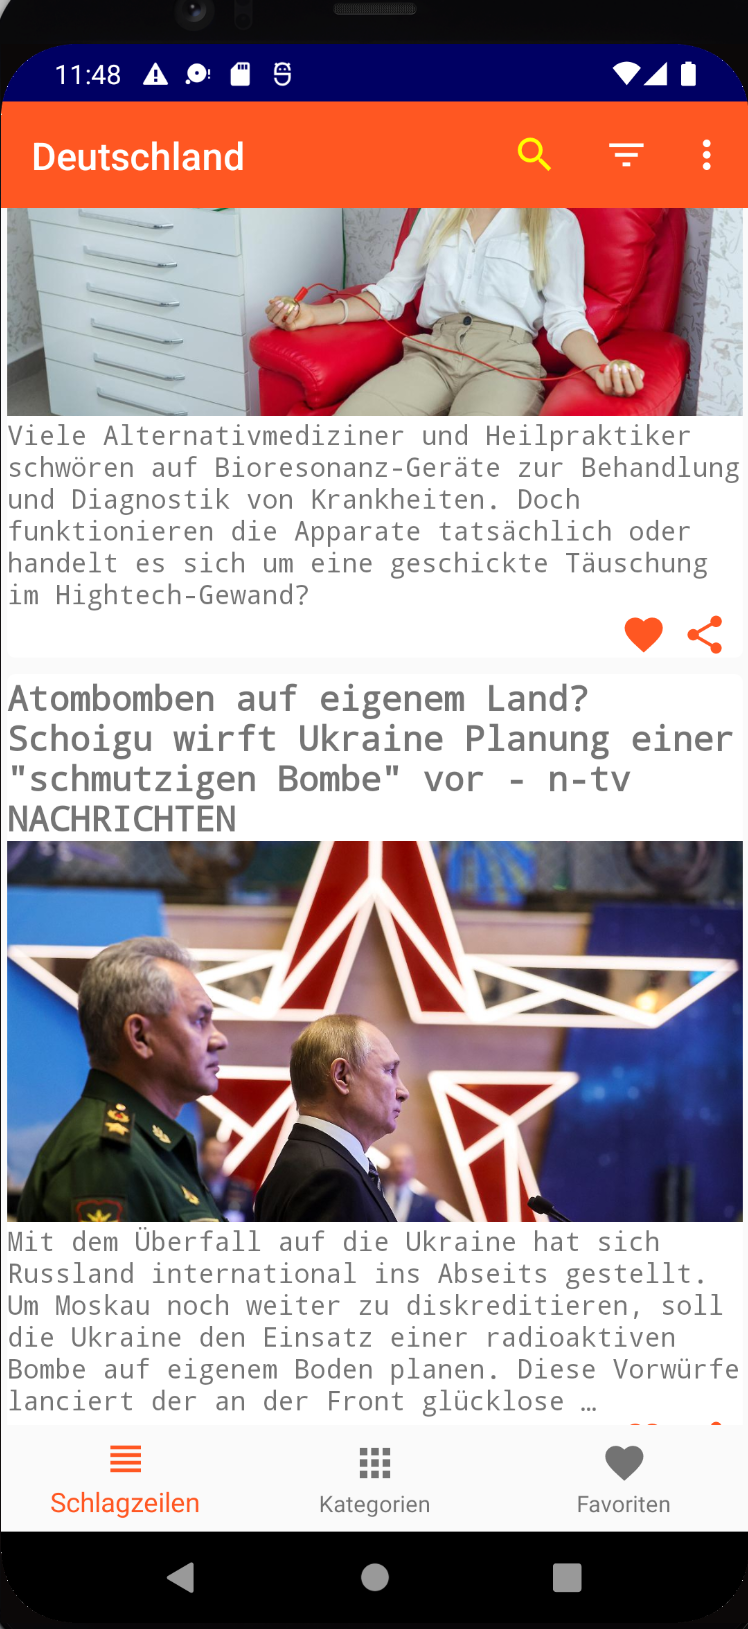 11:48
Deutschland
Viele Alternativmediziner und Heilpraktiker
schwören auf Bioresonanz-Geräte zur Behandlung
und Diagnostik von Krankheiten. Doch
funktionieren die Apparate tatsächlich oder
handelt es sich um eine geschickte Täuschung
im Hightech-Gewand?
Atombomben auf eigenem Land?
Schoigu wirft Ukraine Planung einer
"schmutzigen Bombe" vor - n-tv
NACHRICHTEN
Mit dem Überfall auf die Ukraine hat sich
Russland international ins Abseits gestellt.
Um Moskau noch weiter zu diskreditieren, soll
die Ukraine den Einsatz einer radioaktiven
Bombe auf eigenem Boden planen. Diese Vorwürfe
lanciert der an der Front glücklose …
Schlagzeilen
Kategorien
Favoriten